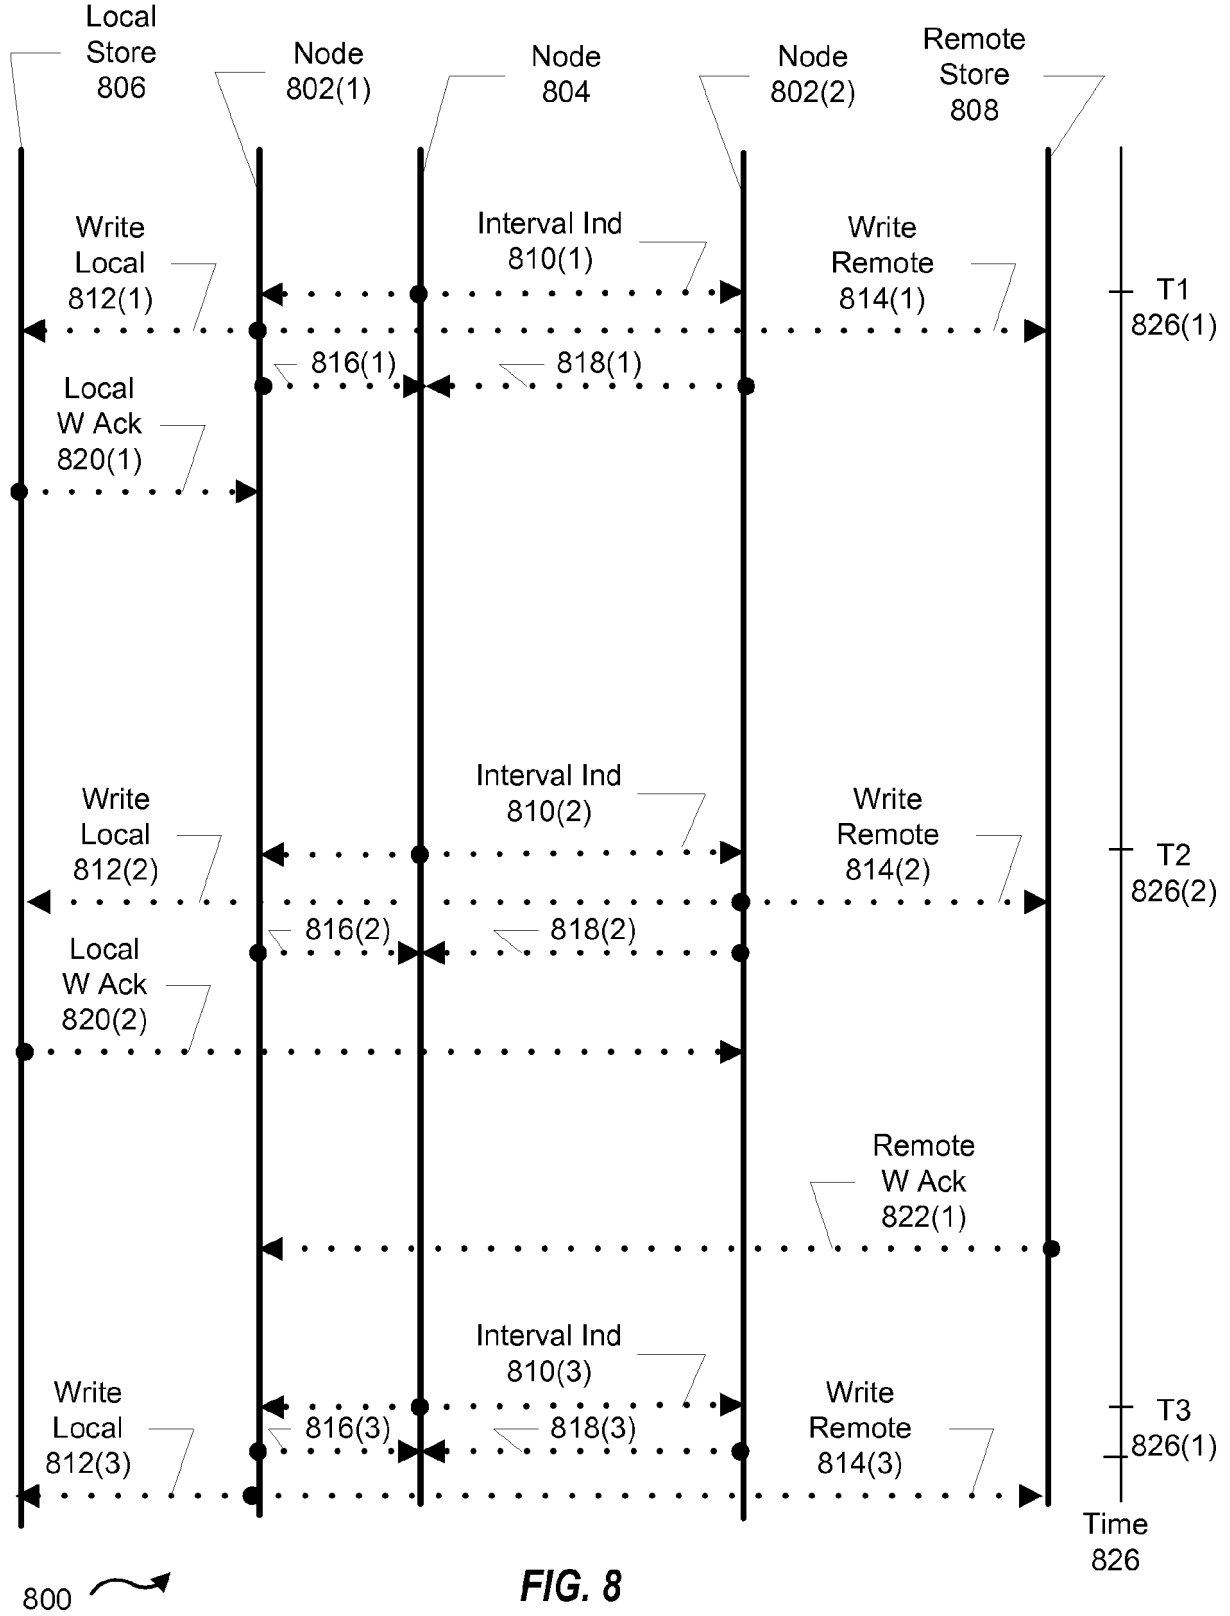 Local
Store
806
Node
802(1)
Node
804
Node
802(2)
Remote
Store
808
Write
Local
812(1)
Interval Ind
810(1)
Write
Remote
814(1)
T1
826(1)
816(1)
818(1)
Local
W Ack
820(1)
Interval Ind
810(2)
Write
Local
812(2)
Write
Remote
814(2)
T2
826(2)
816(2)
818(2)
Local
W Ack
820(2)
Remote
W Ack
822(1)
Interval Ind
810(3)
Write
Local
812(3)
816(3)
818(3)
Write
Remote
814(3)
T3
826(1)
Time
826
800
FIG. 8